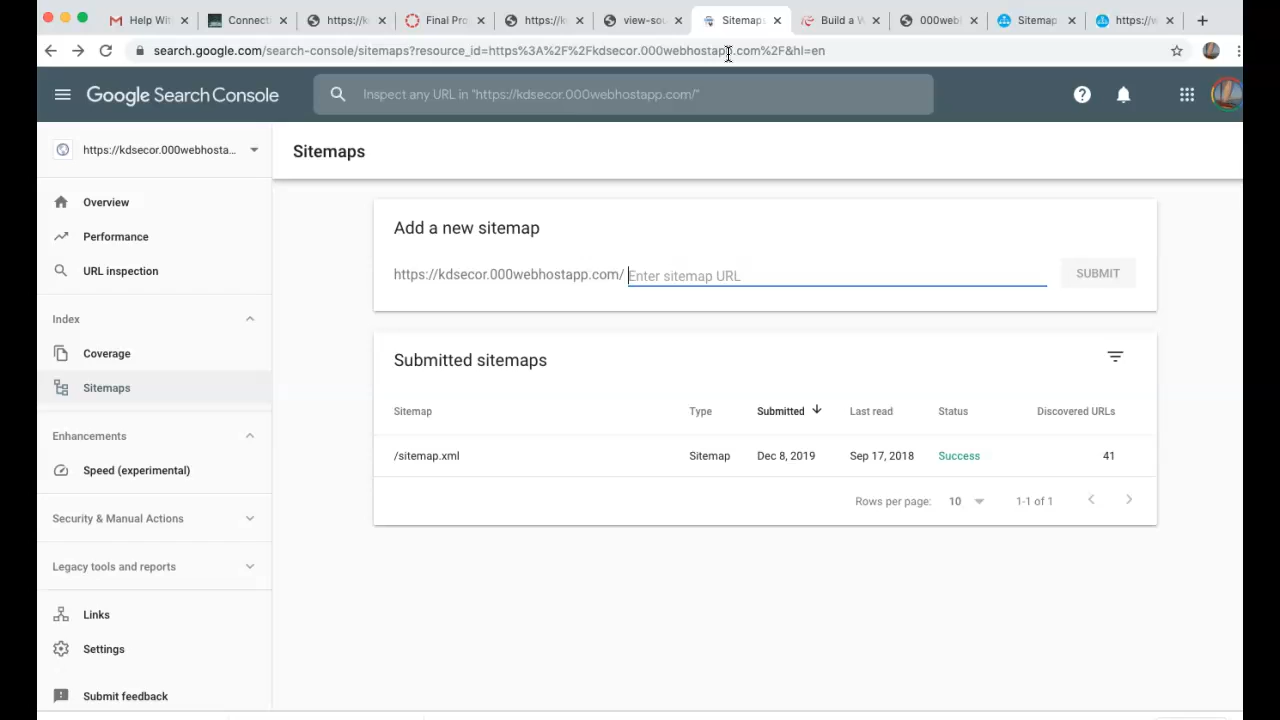 Help Wit
Connecti
https://k
Final Pro
https://k
view-sou
Sitemaps
Build a W
000web
Sitemap
https://w
search.google.com/search-console/sitemaps?resource_id=https%3A%2F%2Fkdsecor.000webhostapp.com%2F&hl=en
Google Search Console
Inspect any URL in "https://kdsecor.000webhostapp.com/"
https://kdsecor.000webhosta...
Sitemaps
Overview
Performance
URL inspection
Index
Coverage
Sitemaps
Enhancements
Speed (experimental)
Security & Manual Actions
Legacy tools and reports
Links
Settings
Submit feedback
Add a new sitemap
https://kdsecor.000webhostapp.com/ Enter sitemap URL
SUBMIT
Submitted sitemaps
Sitemap Type Submitted Last read Status Discovered URLs
/sitemap.xml Sitemap Dec 8, 2019 Sep 17, 2018 Success 41
Rows per page: 10 1-1 of 1